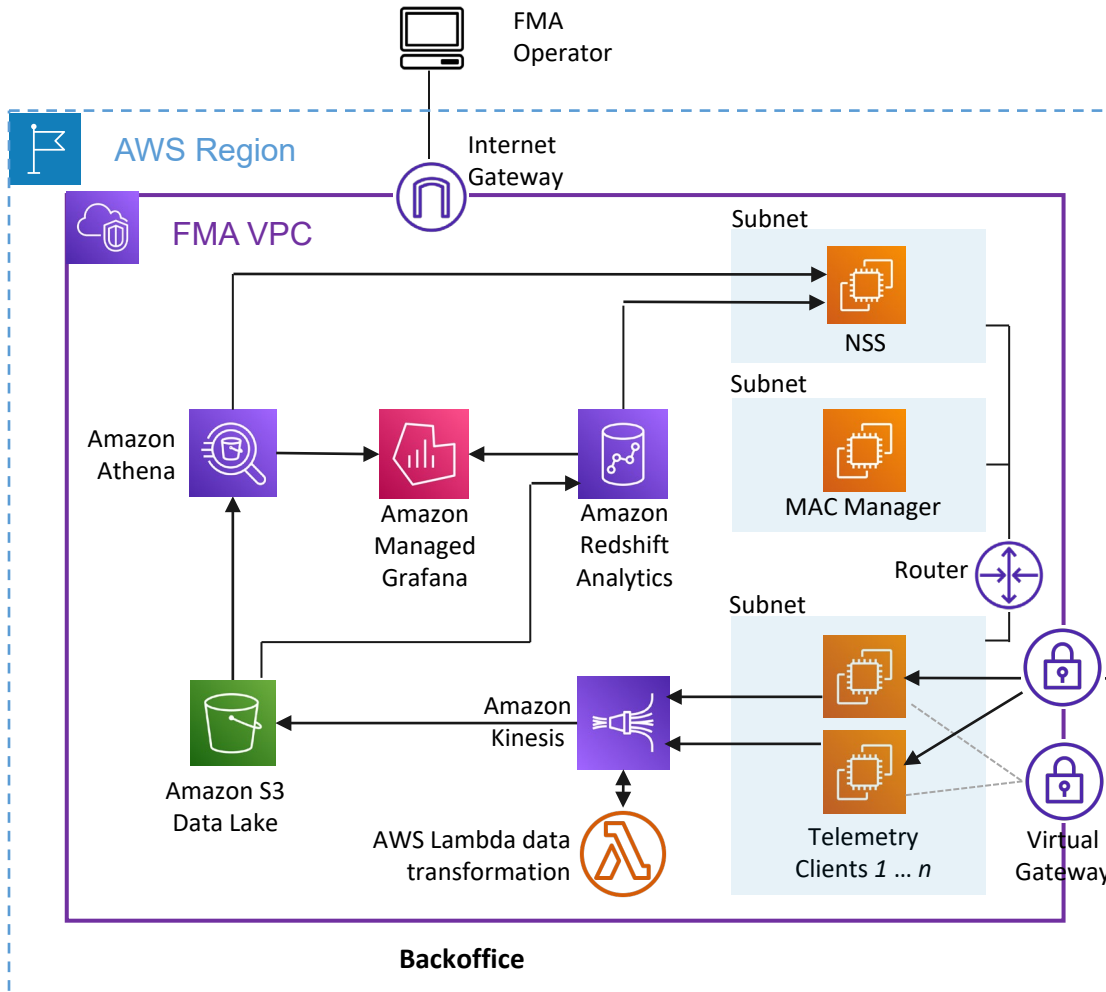 FMA
Operator
AWS Region
Internet
Gateway
FMA VPC
Subnet
NSS
Subnet
MAC Manager
Amazon
Athena
Amazon
Managed
Grafana
Amazon
Redshift
Analytics
Router
Subnet
Amazon
Kinesis
Amazon S3
Data Lake
AWS Lambda data
transformation
Telemetry
Clients 1 ... n
Virtual
Gateway
Backoffice